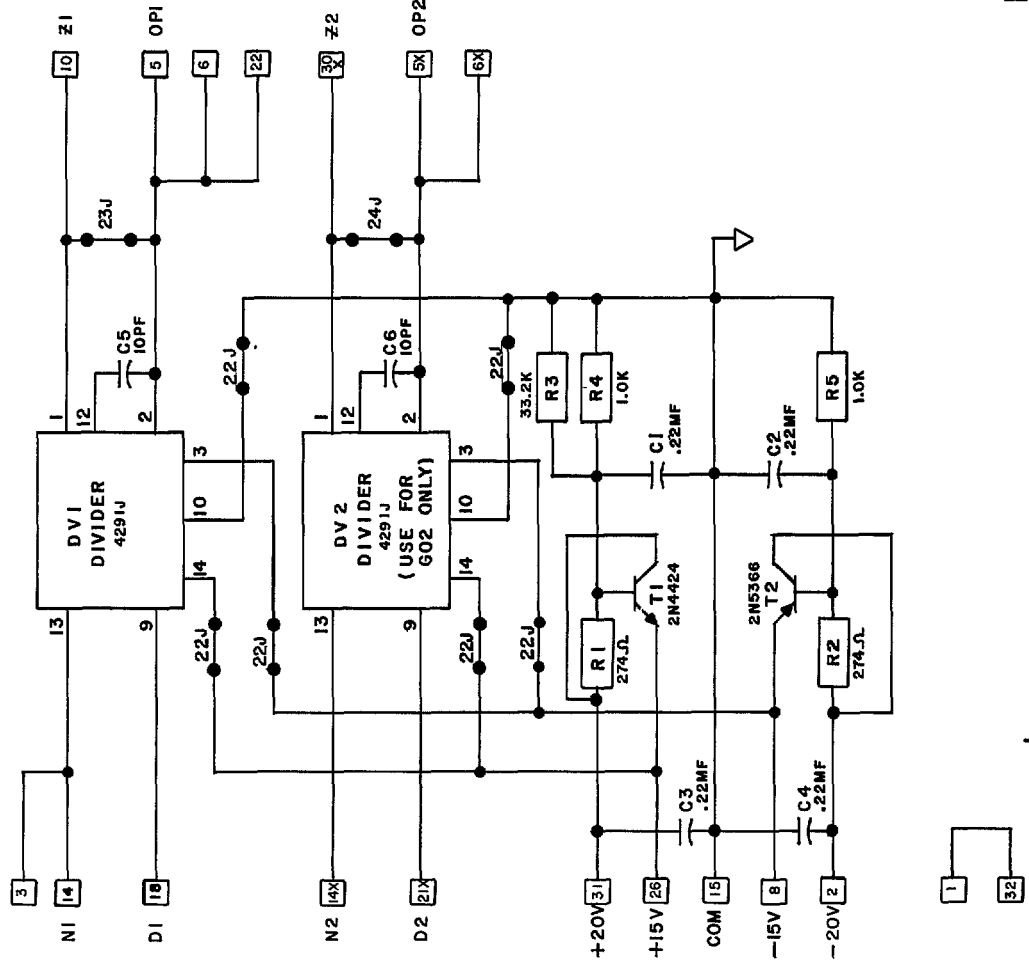 10 Z1
5 OP1
6
22
30X Z2
5X OP2
6X
23J
24J
C5
10PF
C6
10PF
22J
22J
1
12
2
3
10
14
13
9
DV1
DIVIDER
4291J
1
12
2
3
10
14
13
9
DV2
DIVIDER
4291J
(USE FOR
G02 ONLY)
22J
22J
22J
22J
33.2K
R3
R4
1.0K
R5
1.0K
C1
.22MF
C2
.22MF
T1
2N4424
2N5366
T2
R1
274Ω
R2
274Ω
C3
.22MF
C4
.22MF
3
N1 14
D1 18
N2 14X
D2 21X
+20V 31
+15V 26
COM 15
-15V 8
-20V 2
1
32